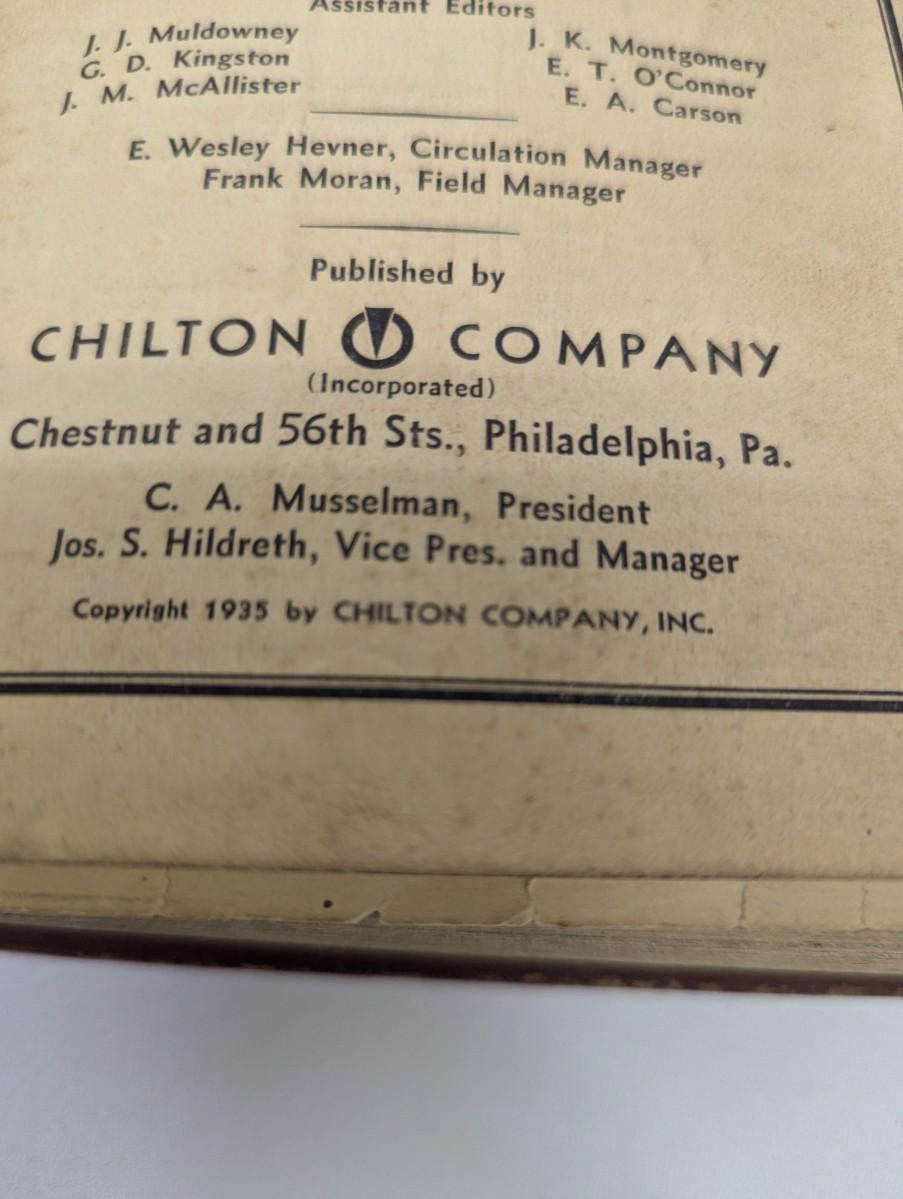 Assistant Editors
J. J. Muldowney
G. D. Kingston
J. M. McAllister
J. K. Montgomery
E. T. O'Connor
E. A. Carson
E. Wesley Hevner, Circulation Manager
Frank Moran, Field Manager
Published by
CHILTON COMPANY
(Incorporated)
Chestnut and 56th Sts., Philadelphia, Pa.
C. A. Musselman, President
Jos. S. Hildreth, Vice Pres. and Manager
Copyright 1935 by CHILTON COMPANY, INC.